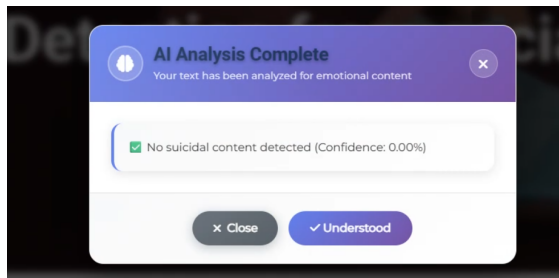 AI Analysis Complete
Your text has been analyzed for emotional content
×
✅ No suicidal content detected (Confidence: 0.00%)
× Close
✓ Understood